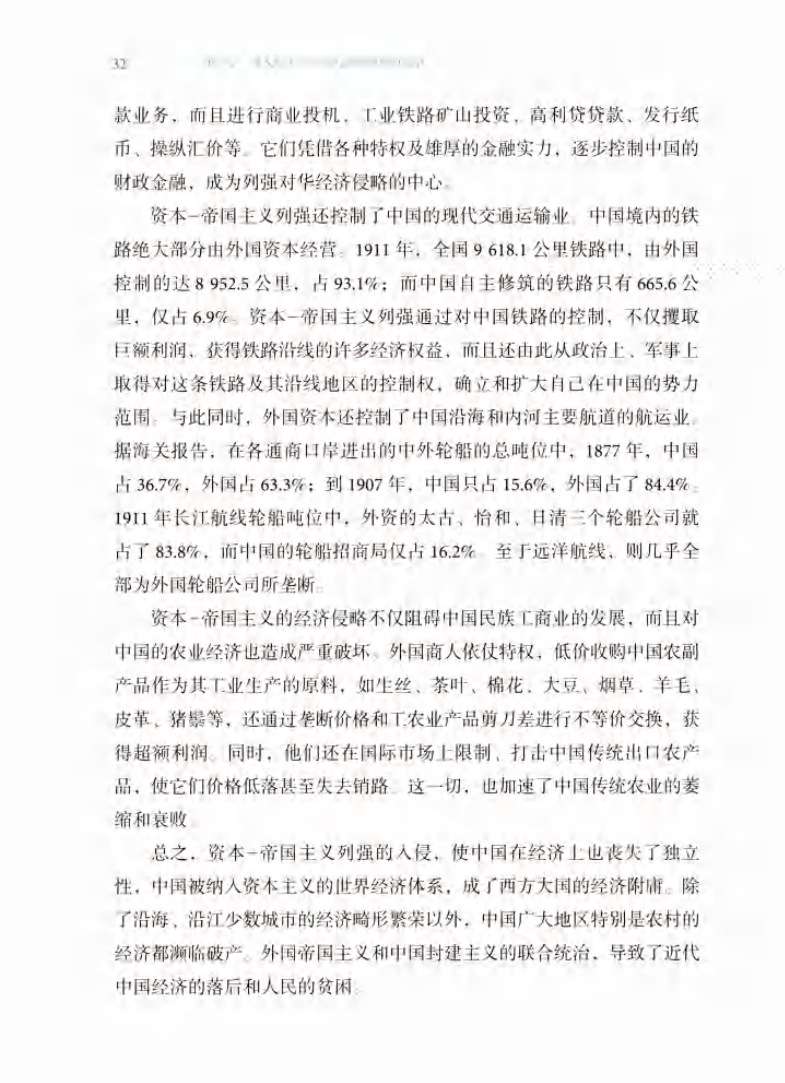 32
款业务，而且进行商业投机、工业铁路矿山投资、高利贷贷款、发行纸
币、操纵汇价等。它们凭借各种特权及雄厚的金融实力，逐步控制中国的
财政金融，成为列强对华经济侵略的中心。
资本-帝国主义列强还控制了中国的现代交通运输业。中国境内的铁
路绝大部分由外国资本经营。1911 年，全国 9 618.1 公里铁路中，由外国
控制的达 8 952.5 公里，占 93.1%；而中国自主修筑的铁路只有 665.6 公
里，仅占 6.9%。资本-帝国主义列强通过对中国铁路的控制，不仅攫取
巨额利润，获得铁路沿线的许多经济权益，而且还由此从政治上、军事上
取得对这条铁路及其沿线地区的控制权，确立和扩大自己在中国的势力
范围。与此同时，外国资本还控制了中国沿海和内河主要航道的航运业。
据海关报告，在各通商口岸进出的中外轮船的总吨位中，1877 年，中国
占 36.7%，外国占 63.3%；到 1907 年，中国只占 15.6%，外国占了 84.4%。
1911 年长江航线轮船吨位中，外资的太古、怡和、日清三个轮船公司就
占了 83.8%，而中国的轮船招商局仅占 16.2%。至于远洋航线，则几乎全
部为外国轮船公司所垄断。
资本-帝国主义的经济侵略不仅阻碍中国民族工商业的发展，而且对
中国的农业经济也造成严重破坏。外国商人依仗特权，低价收购中国农副
产品作为其工业生产的原料，如生丝、茶叶、棉花、大豆、烟草、羊毛、
皮革、猪鬃等，还通过垄断价格和工农业产品剪刀差进行不等价交换，获
得超额利润。同时，他们还在国际市场上限制、打击中国传统出口农产
品，使它们价格低落甚至失去销路。这一切，也加速了中国传统农业的萎
缩和衰败。
总之，资本-帝国主义列强的入侵，使中国在经济上也丧失了独立
性，中国被纳入资本主义的世界经济体系，成了西方大国的经济附庸。除
了沿海、沿江少数城市的经济畸形繁荣以外，中国广大地区特别是农村的
经济都濒临破产。外国帝国主义和中国封建主义的联合统治，导致了近代
中国经济的落后和人民的贫困。